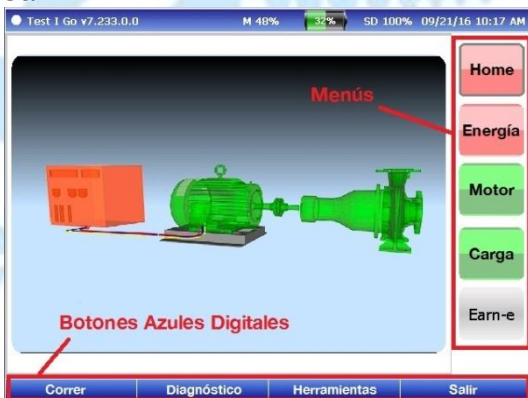 Test I Go v7.233.0.0 M 48% 32% SD 100% 09/21/16 10:17 AM
Menús
Home
Energía
Motor
Carga
Earn-e
Botones Azules Digitales
Correr Diagnóstico Herramientas Salir